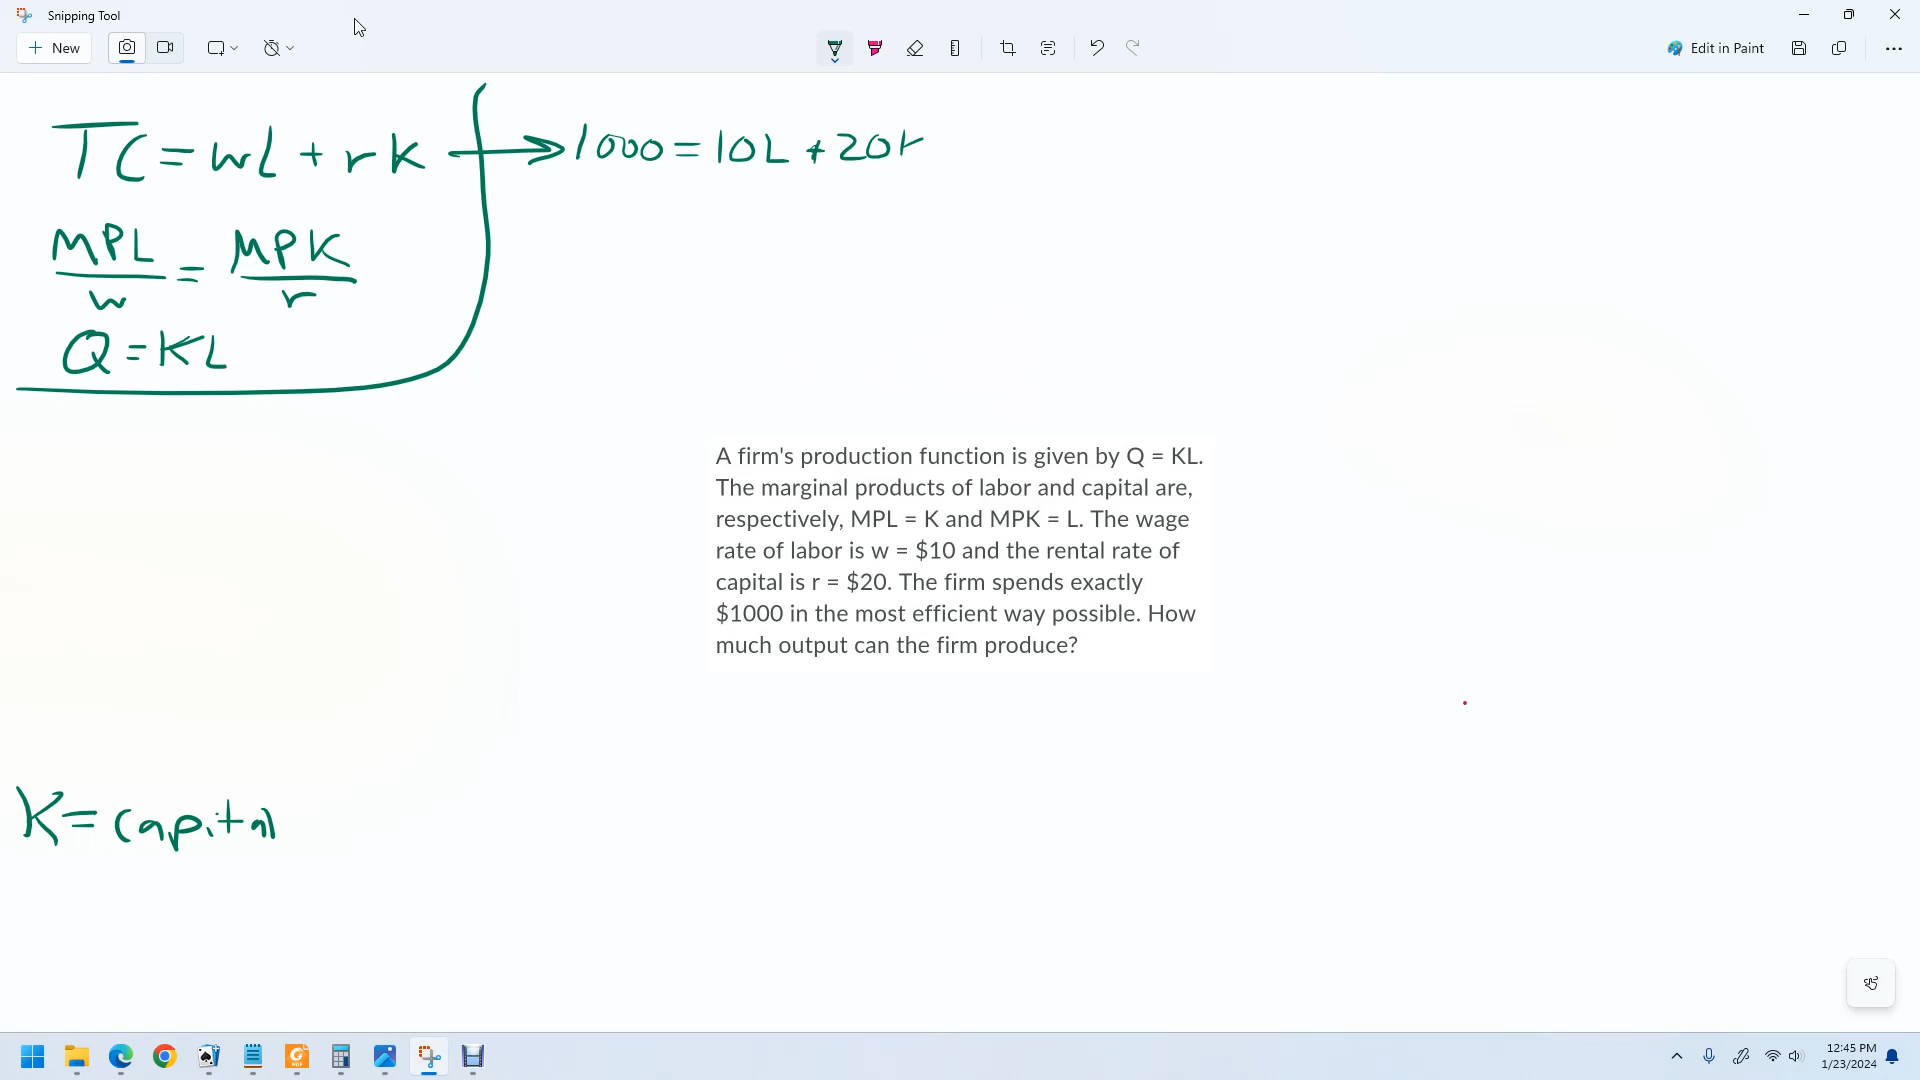 Snipping Tool
New
Edit in Paint
TC = wL + rK → 1000 = 10L + 20K
MPL/w = MPK/r
Q = KL
A firm's production function is given by Q = KL.
The marginal products of labor and capital are,
respectively, MPL = K and MPK = L. The wage
rate of labor is w = $10 and the rental rate of
capital is r = $20. The firm spends exactly
$1000 in the most efficient way possible. How
much output can the firm produce?
K = capital
12:45 PM
1/23/2024